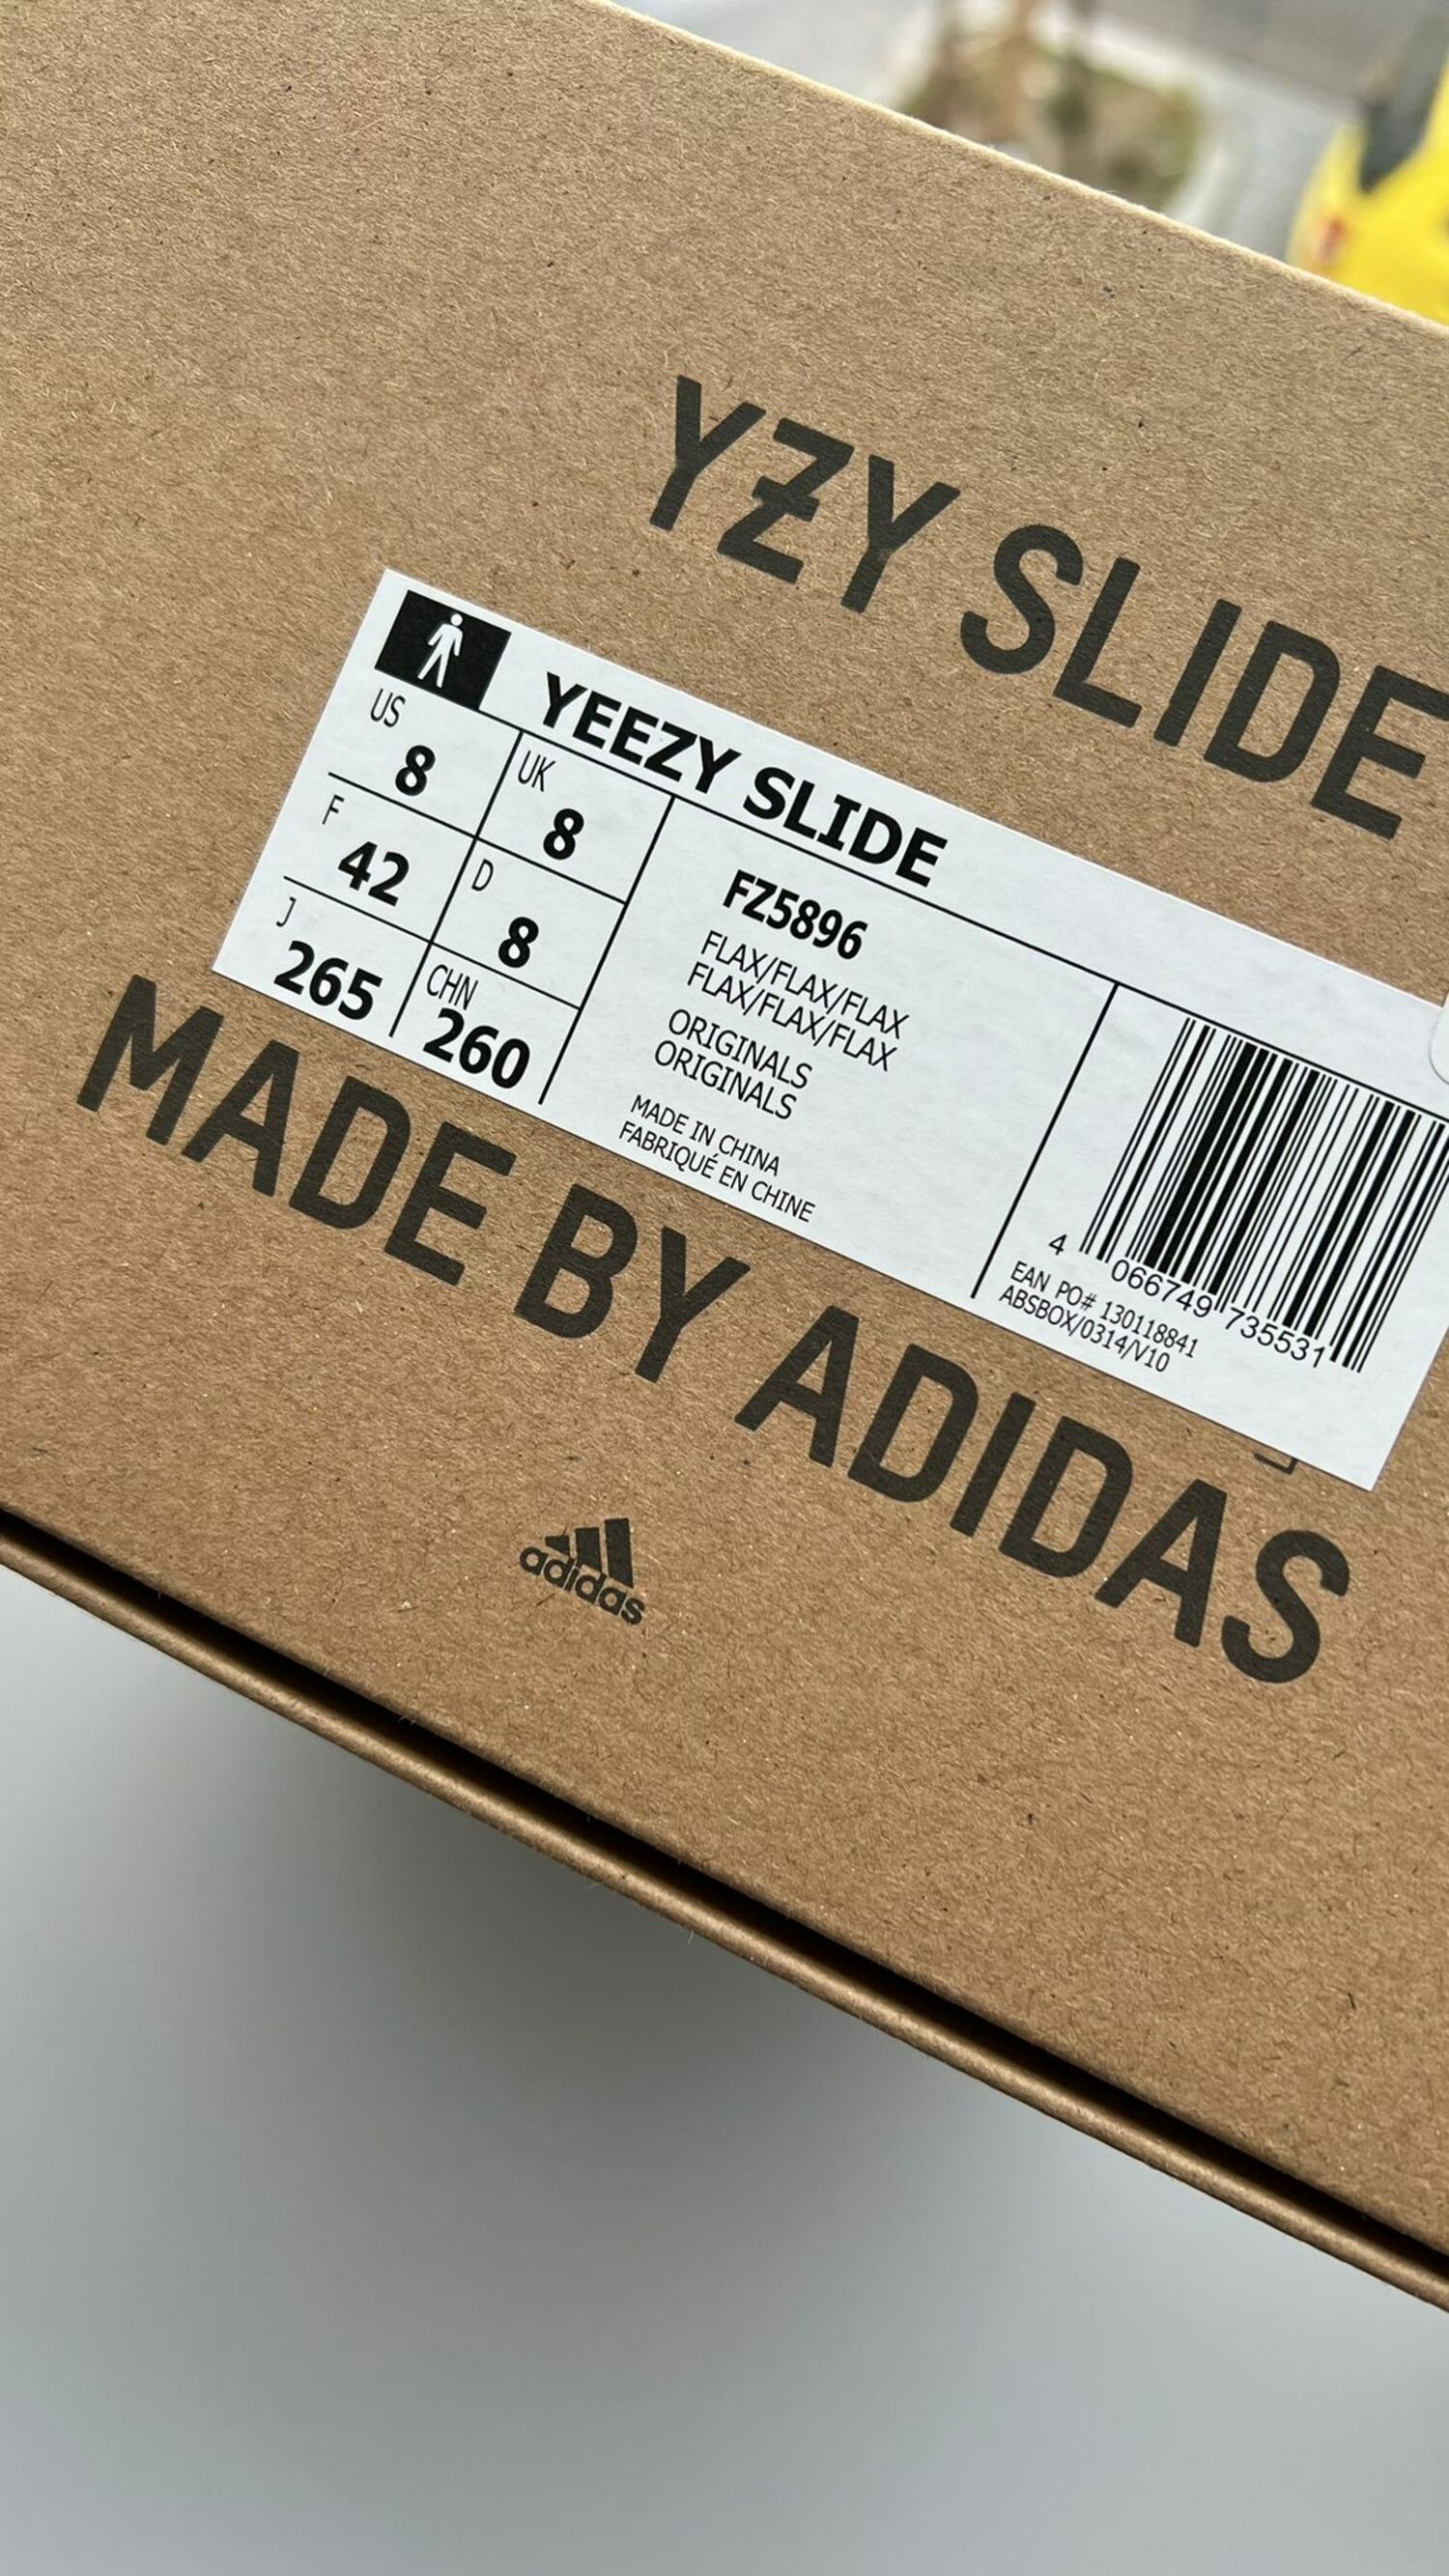 YZY SLIDE
YEEZY SLIDE
US 8 UK 8
F 42 D 8
J 265 CHN 260
FZ5896
FLAX/FLAX/FLAX
FLAX/FLAX/FLAX
ORIGINALS
ORIGINALS
MADE IN CHINA
FABRIQUÉ EN CHINE
4 066749 735531
EAN PO# 130118841
ABSBOX/0314/V10
MADE BY ADIDAS
adidas